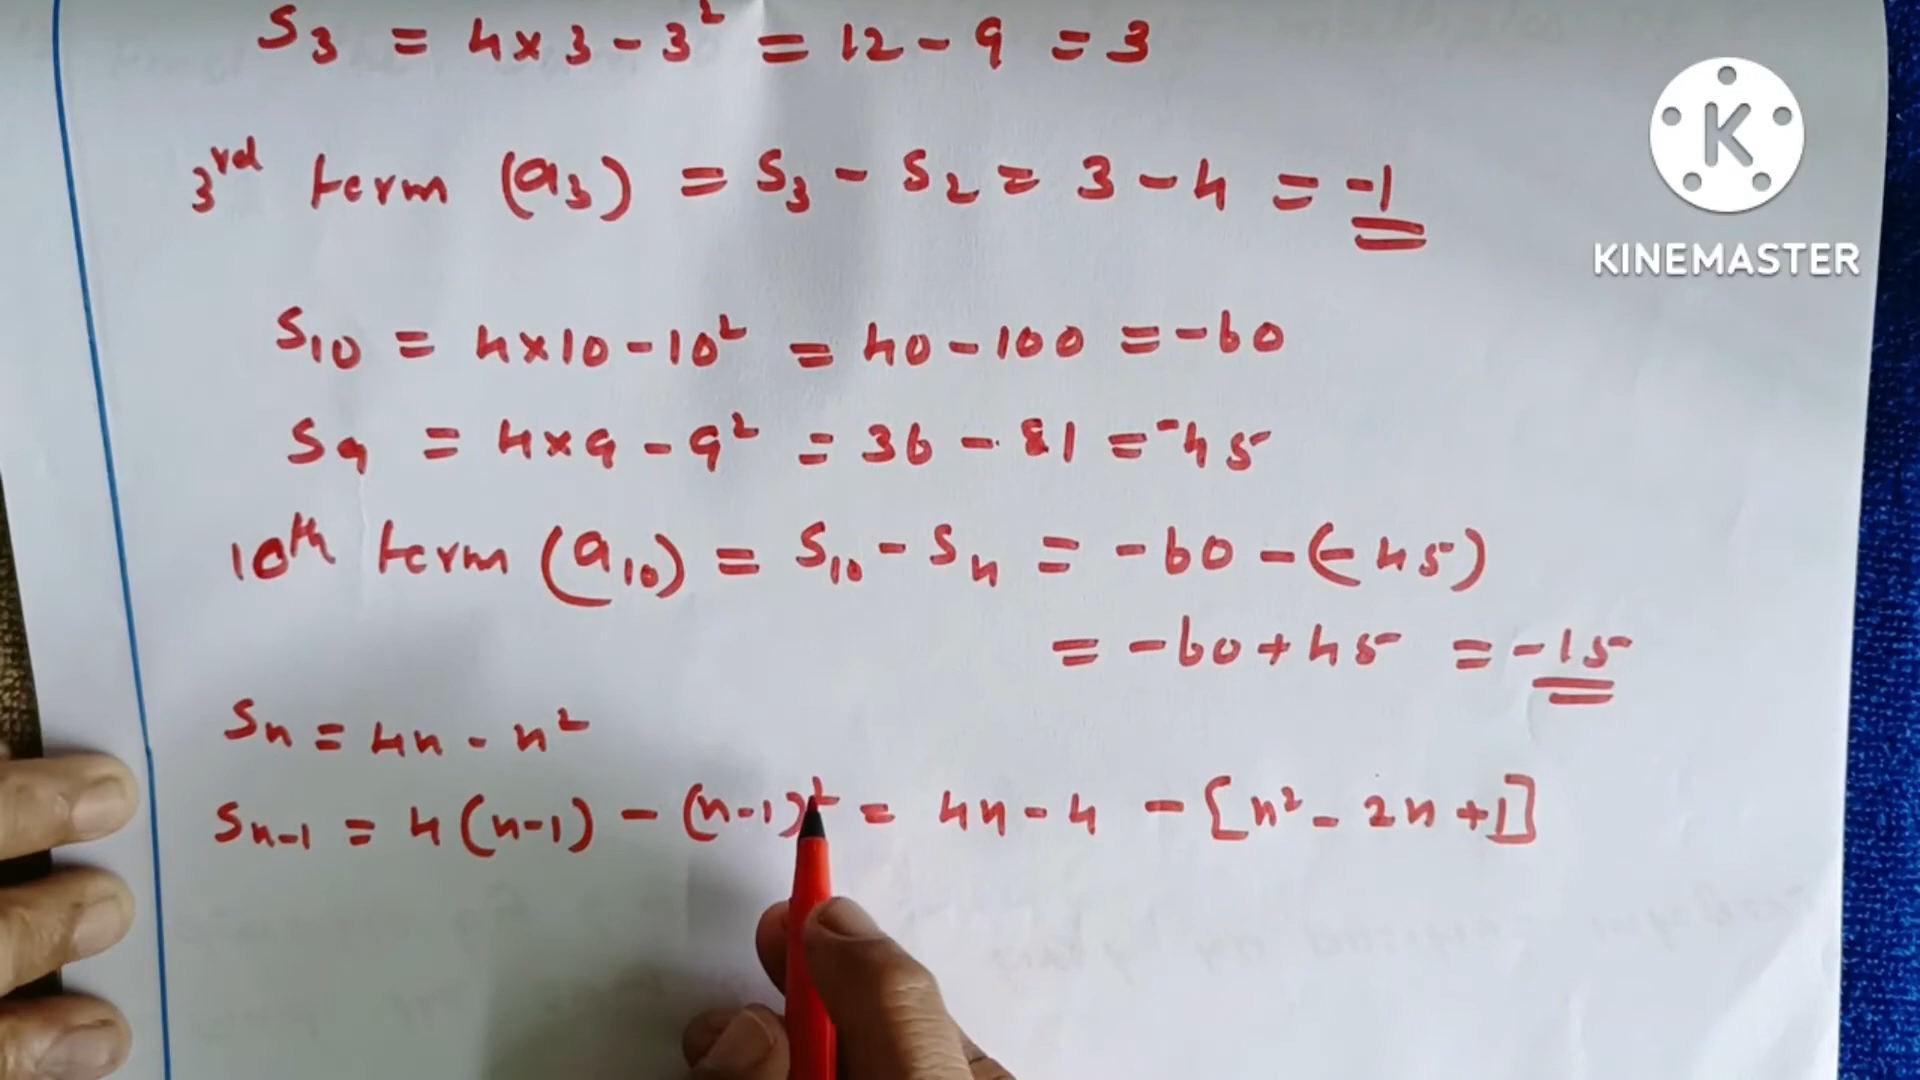 S₃ = 4×3 - 3² = 12 - 9 = 3
3rd term (a₃) = S₃ - S₂ = 3 - 4 = -1
K
KINEMASTER
S₁₀ = 4×10 - 10² = 40 - 100 = -60
S₉ = 4×9 - 9² = 36 - 81 = -45
10th term (a₁₀) = S₁₀ - S₄ = -60 - (-45)
= -60 + 45 = -15
Sn = 4n - n²
Sn-1 = 4(n-1) - (n-1)² = 4n - 4 - [n² - 2n + 1]